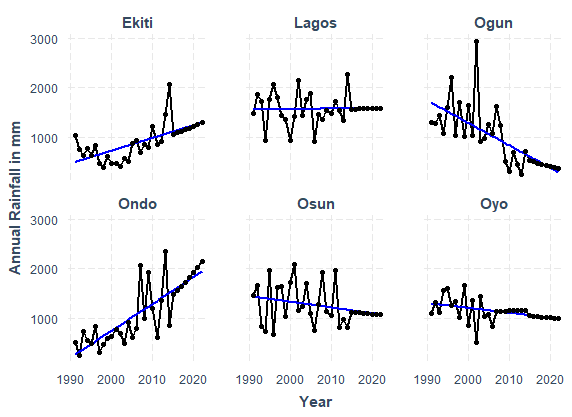 Ekiti Lagos Ogun
3000
2000
1000
Ondo Osun Oyo
3000
2000
1000
1990 2000 2010 2020 1990 2000 2010 2020 1990 2000 2010 2020
Year
Annual Rainfall in mm